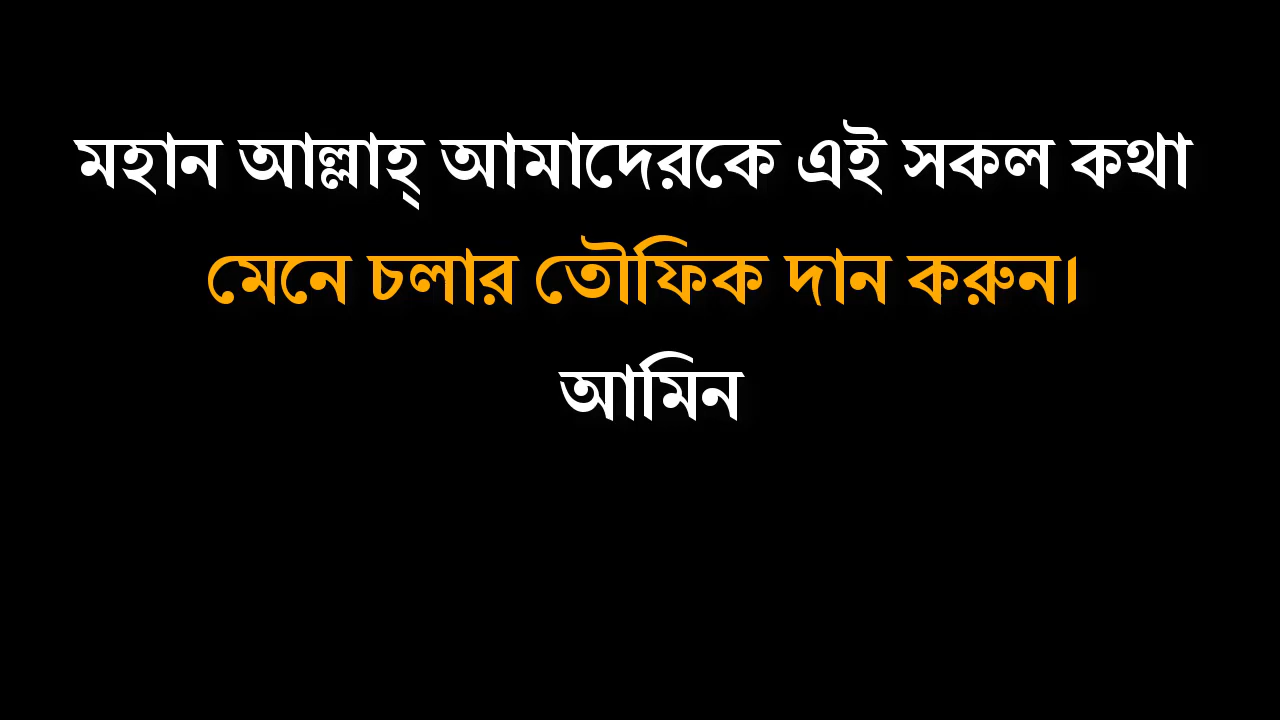 মহান আল্লাহ্ আমাদেরকে এই সকল কথা
মেনে চলার তৌফিক দান করুন।
আমিন